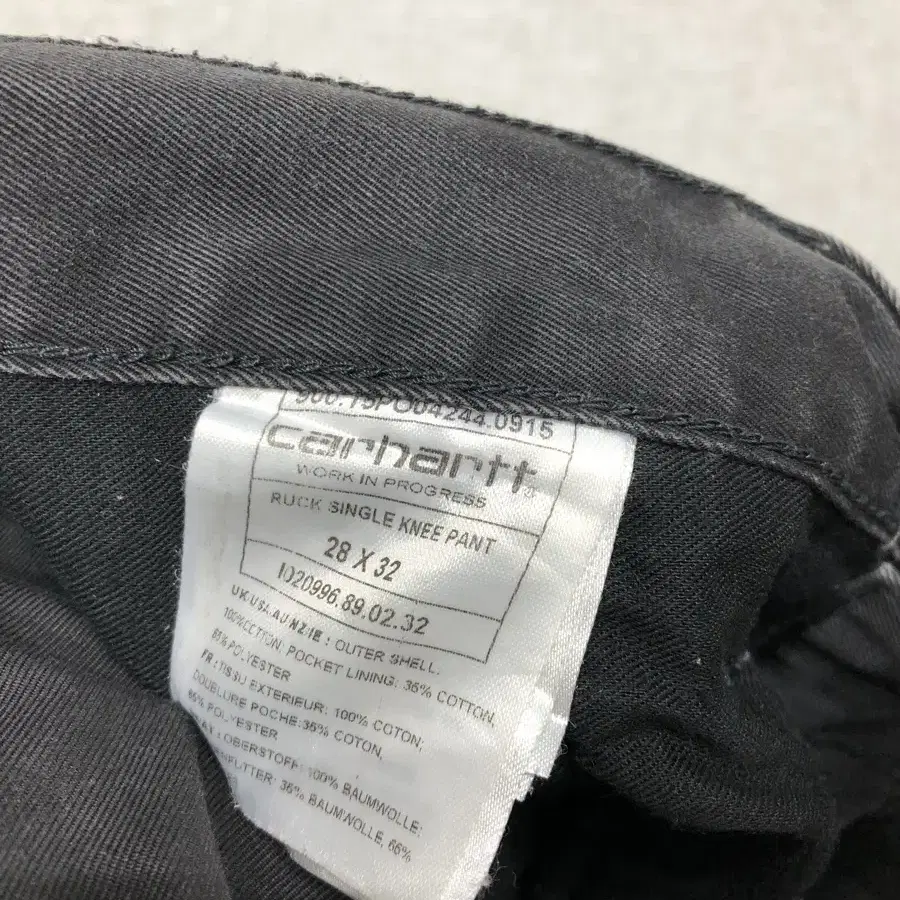 900.79PO04244.0915
carhartt
WORK IN PROGRESS
RUCK SINGLE KNEE PANT
28 X 32
I020996.89.02.32
UK-USA.AU NZ IE : OUTER SHELL.
100%COTTON; POCKET LINING: 35% COTTON,
65% POLYESTER
FR : TISSU EXTERIEUR: 100% COTON;
DOUBLURE POCHE:35% COTON,
65% POLYESTER
OBERSTOFF: 100% BAUMWOLLE;
35% BAUMWOLLE, 65%